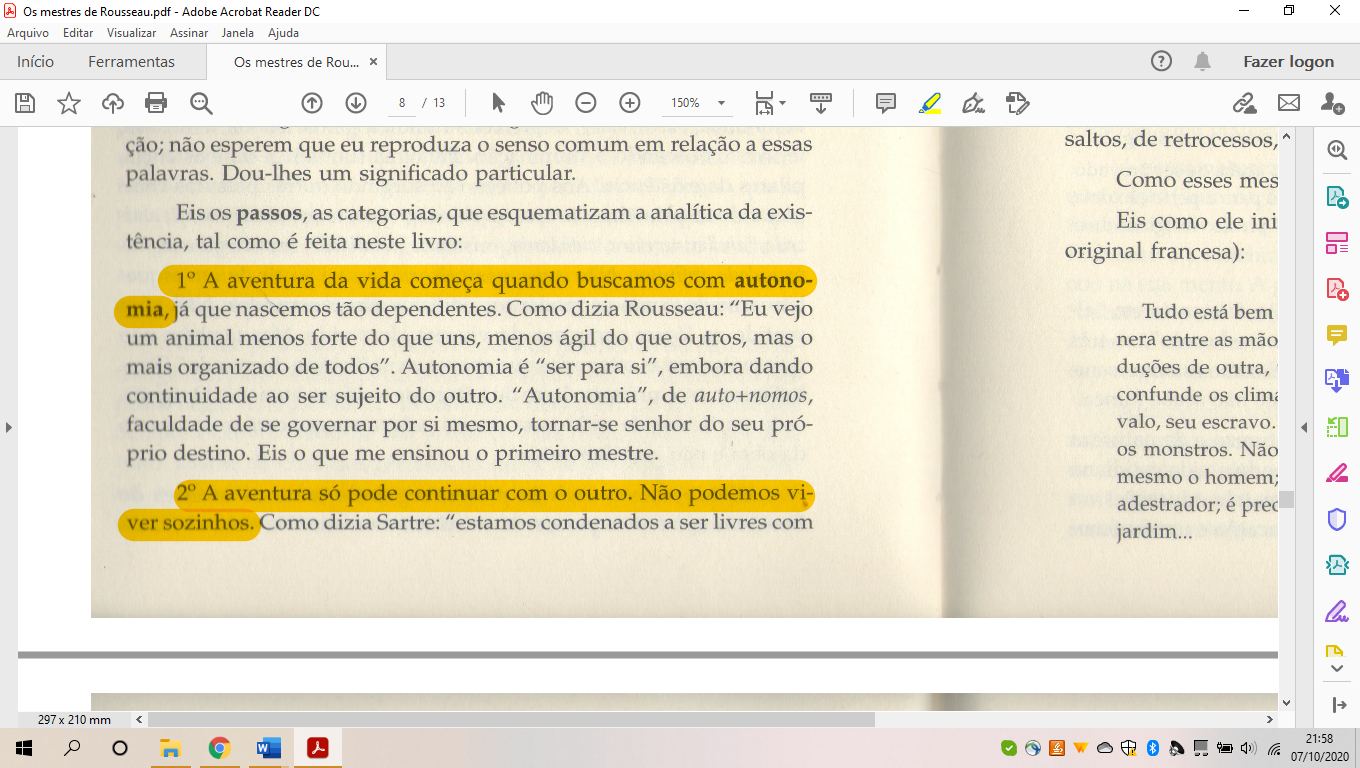 Os mestres de Rousseau.pdf - Adobe Acrobat Reader DC
Arquivo Editar Visualizar Assinar Janela Ajuda
Início Ferramentas Os mestres de Rou... × Fazer logon
8 / 13 150%
ção; não esperem que eu reproduza o senso comum em relação a essas
palavras. Dou-lhes um significado particular.
Eis os passos, as categorias, que esquematizam a analítica da exis-
tência, tal como é feita neste livro:
1º A aventura da vida começa quando buscamos com autono-
mia, já que nascemos tão dependentes. Como dizia Rousseau: “Eu vejo
um animal menos forte do que uns, menos ágil do que outros, mas o
mais organizado de todos”. Autonomia é “ser para si”, embora dando
continuidade ao ser sujeito do outro. “Autonomia”, de auto+nomos,
faculdade de se governar por si mesmo, tornar-se senhor do seu pró-
prio destino. Eis o que me ensinou o primeiro mestre.
2º A aventura só pode continuar com o outro. Não podemos vi-
ver sozinhos. Como dizia Sartre: “estamos condenados a ser livres com
saltos, de retrocessos,
Como esses mes
Eis como ele ini
original francesa):
Tudo está bem
nera entre as mão
duções de outra,
confunde os clima
valo, seu escravo.
os monstros. Não
mesmo o homem;
adestrador; é prec
jardim...
297 x 210 mm
21:58
07/10/2020